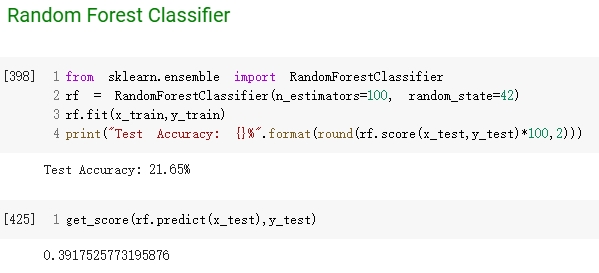 Random Forest Classifier
[398] 1 from sklearn.ensemble import RandomForestClassifier
2 rf = RandomForestClassifier(n_estimators=100, random_state=42)
3 rf.fit(x_train,y_train)
4 print("Test Accuracy: {}%".format(round(rf.score(x_test,y_test)*100,2)))
Test Accuracy: 21.65%
[425] 1 get_score(rf.predict(x_test),y_test)
0.3917525773195876